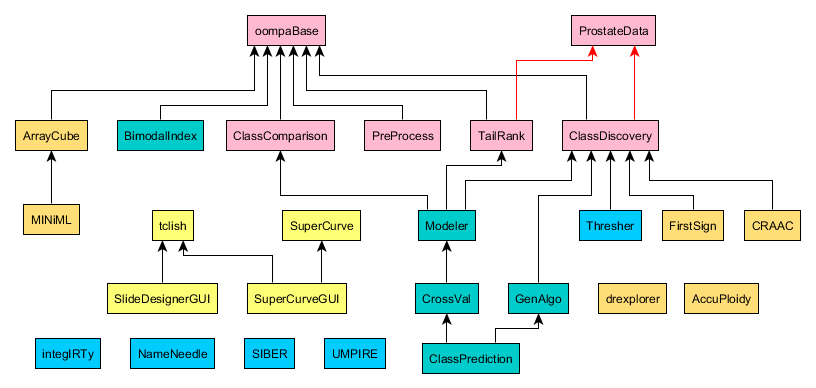 oompaBase
ProstateData
ArrayCube
BimodalIndex
ClassComparison
PreProcess
TailRank
ClassDiscovery
MINiML
tclish
SuperCurve
Modeler
Thresher
FirstSign
CRAAC
SlideDesignerGUI
SuperCurveGUI
CrossVal
GenAlgo
drexplorer
AccuPloidy
integIRTy
NameNeedle
SIBER
UMPIRE
ClassPrediction